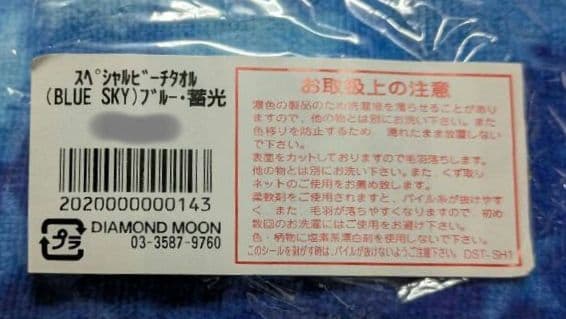 ｽﾍﾟｼｬﾙﾋﾞｰﾁﾀｵﾙ
(BLUE SKY)ﾌﾞﾙｰ･蓄光
2020000000143
プラ
DIAMOND MOON
03-3587-9760
お取扱上の注意
濃色の製品のため洗濯液を濁らせることがあり
ますので、他の物とは別にお洗い下さい。また
色移りを防止するため 濡れたまま放置しない
で下さい。
表面をカットしておりますので毛羽落ちします。
他の物とは別にお洗い下さい。また、くず取り
ネットのご使用をお薦め致します。
柔軟剤をご使用されますと、パイル糸が抜けやす
く また 毛羽が落ちやすくなりますので 初め
数回のお洗濯にはご使用をお避け下さい。
色・柄物に塩素系漂白剤を使用しないで下さい。
このシールを剥がす時は、パイルが抜けないようご注意下さい。 DST-SH1